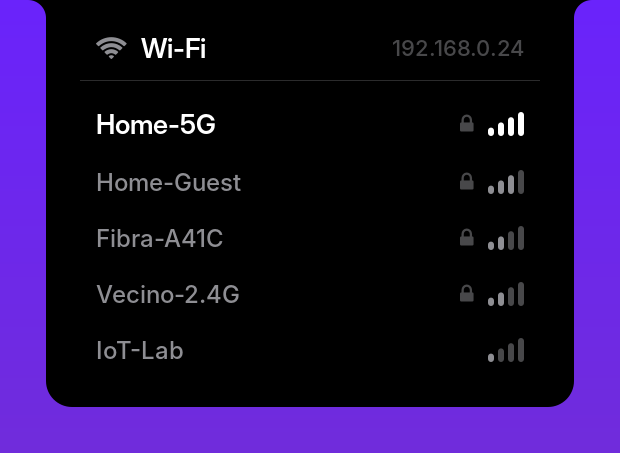 Wi-Fi 192.168.0.24
Home-5G
Home-Guest
Fibra-A41C
Vecino-2.4G
IoT-Lab